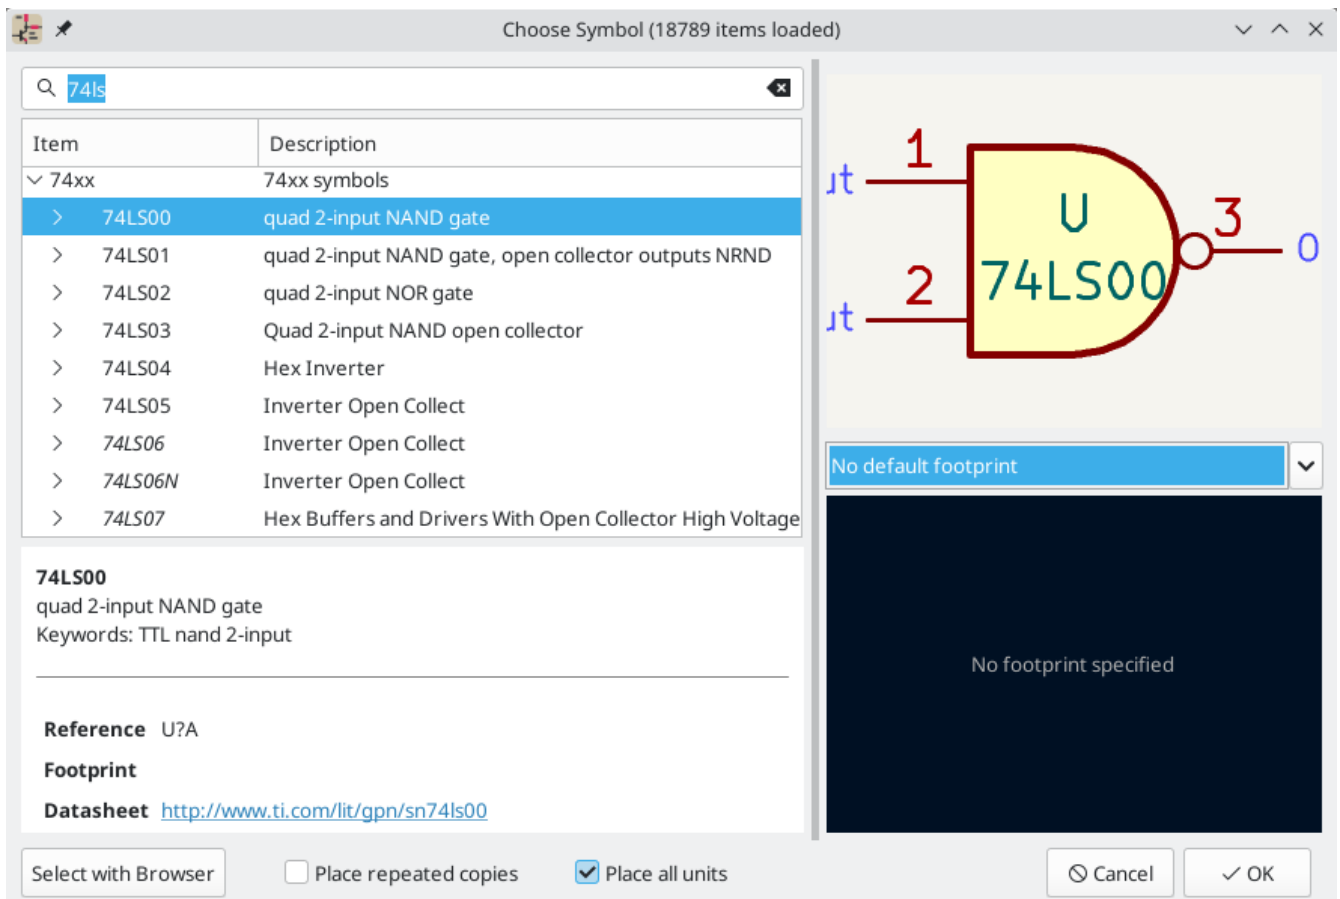 Choose Symbol (18789 items loaded)
74ls
Item Description
74xx 74xx symbols
74LS00 quad 2-input NAND gate
74LS01 quad 2-input NAND gate, open collector outputs NRND
74LS02 quad 2-input NOR gate
74LS03 Quad 2-input NAND open collector
74LS04 Hex Inverter
74LS05 Inverter Open Collect
74LS06 Inverter Open Collect
74LS06N Inverter Open Collect
74LS07 Hex Buffers and Drivers With Open Collector High Voltage
74LS00
quad 2-input NAND gate
Keywords: TTL nand 2-input
Reference U?A
Footprint
Datasheet http://www.ti.com/lit/gpn/sn74ls00
1
ut
U
3
O
2
74LS00
ut
No default footprint
No footprint specified
Select with Browser Place repeated copies Place all units Cancel OK